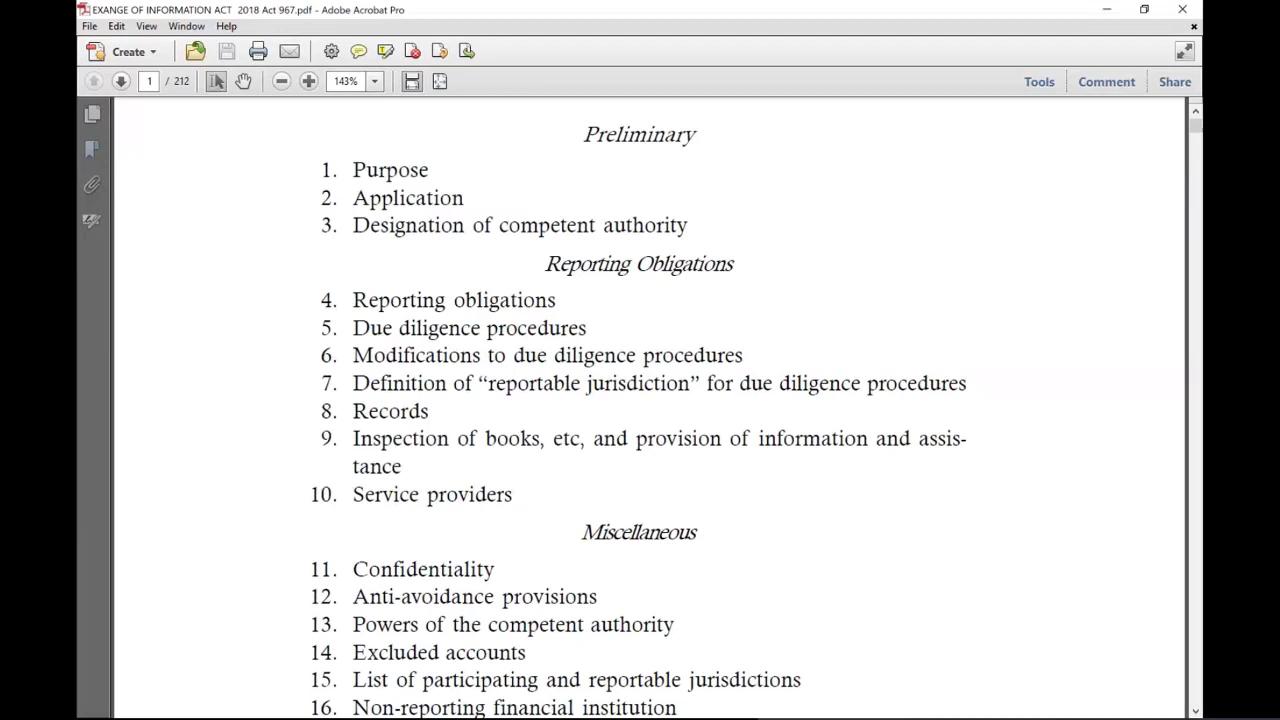 EXANGE OF INFORMATION ACT 2018 Act 967.pdf - Adobe Acrobat Pro
File Edit View Window Help
Create
1 / 212 143% Tools Comment Share
Preliminary
1. Purpose
2. Application
3. Designation of competent authority
Reporting Obligations
4. Reporting obligations
5. Due diligence procedures
6. Modifications to due diligence procedures
7. Definition of “reportable jurisdiction” for due diligence procedures
8. Records
9. Inspection of books, etc, and provision of information and assis-
tance
10. Service providers
Miscellaneous
11. Confidentiality
12. Anti-avoidance provisions
13. Powers of the competent authority
14. Excluded accounts
15. List of participating and reportable jurisdictions
16. Non-reporting financial institution